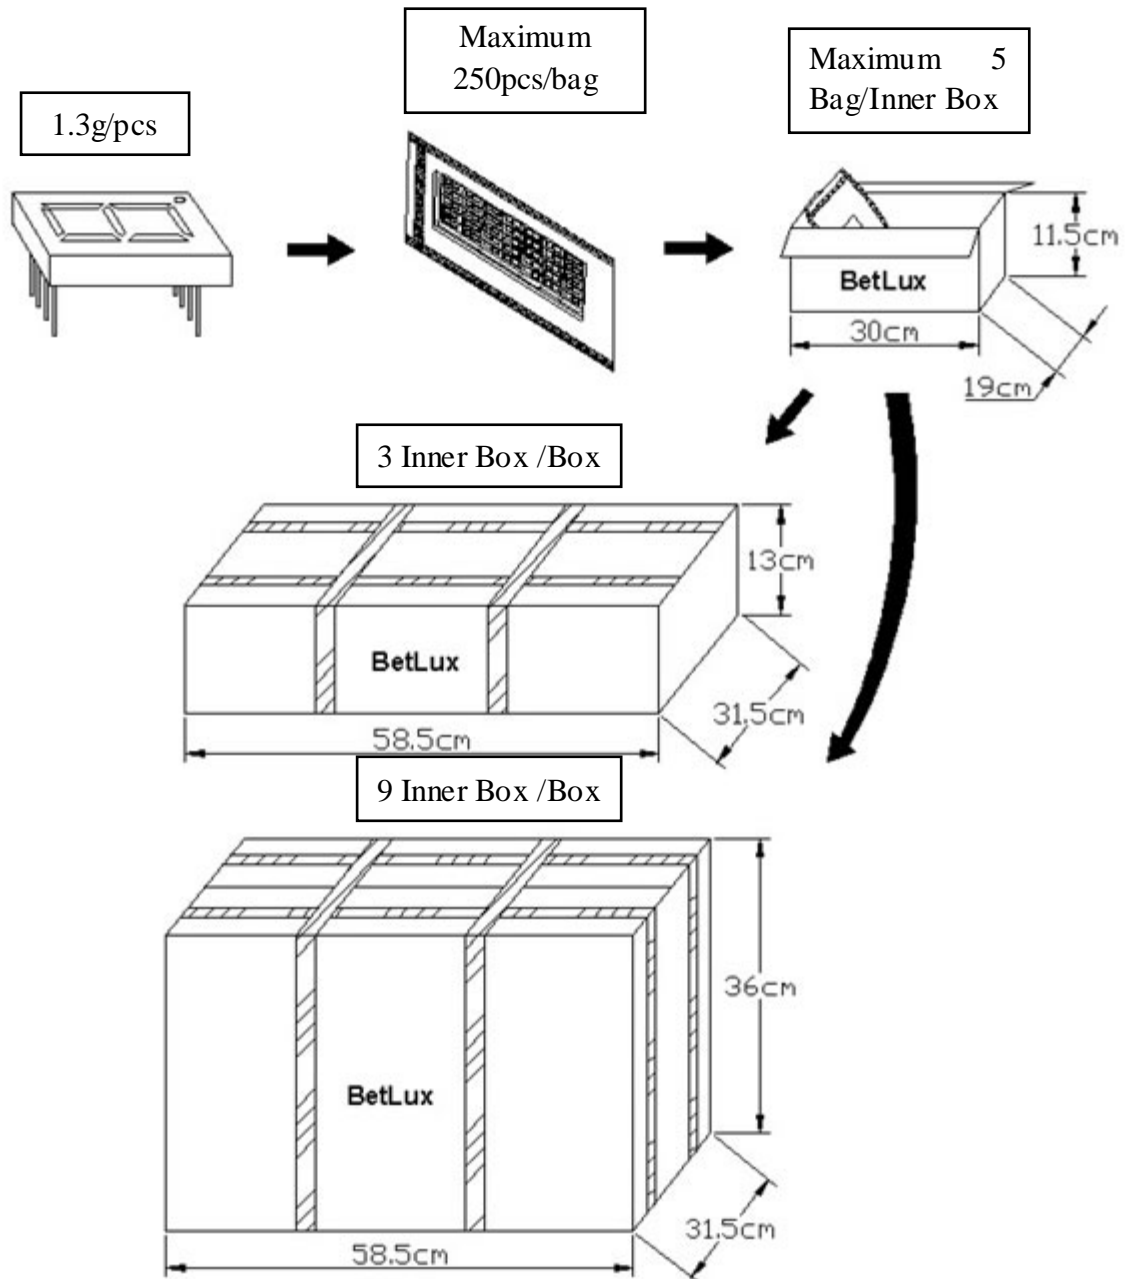 Maximum
250pcs/bag
Maximum 5
Bag/Inner Box
1.3g/pcs
11.5cm
BetLux
30cm
19cm
3 Inner Box /Box
13cm
BetLux
31.5cm
58.5cm
9 Inner Box /Box
36cm
BetLux
31.5cm
58.5cm